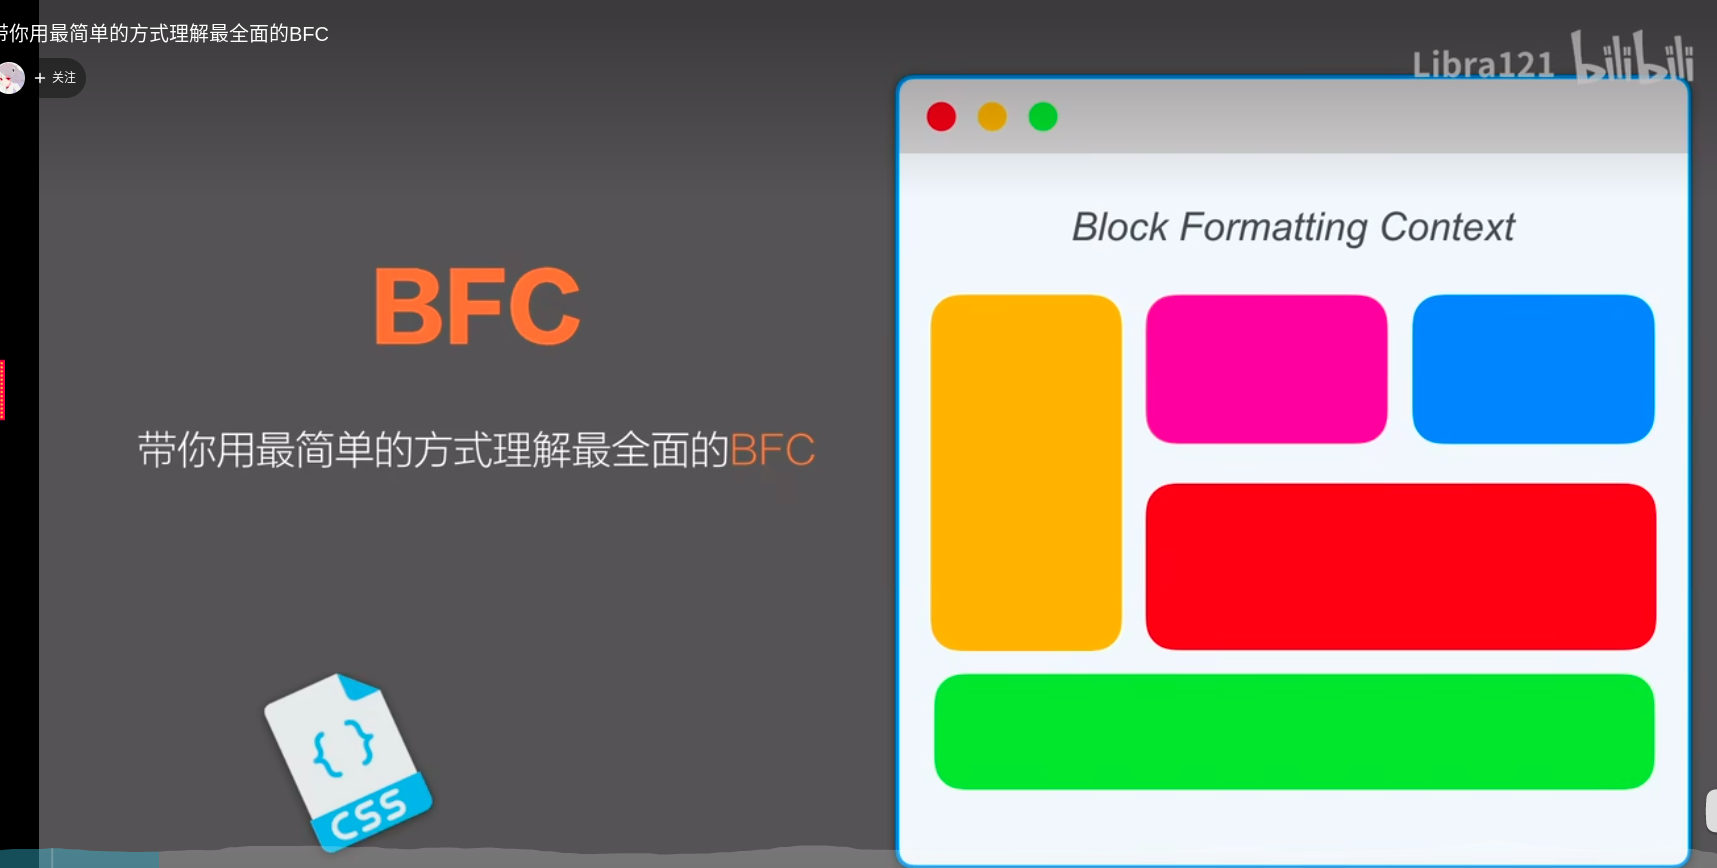 带你用最简单的方式理解最全面的BFC
+ 关注
Libra121 bilibili
Block Formatting Context
BFC
带你用最简单的方式理解最全面的BFC
{ }
CSS